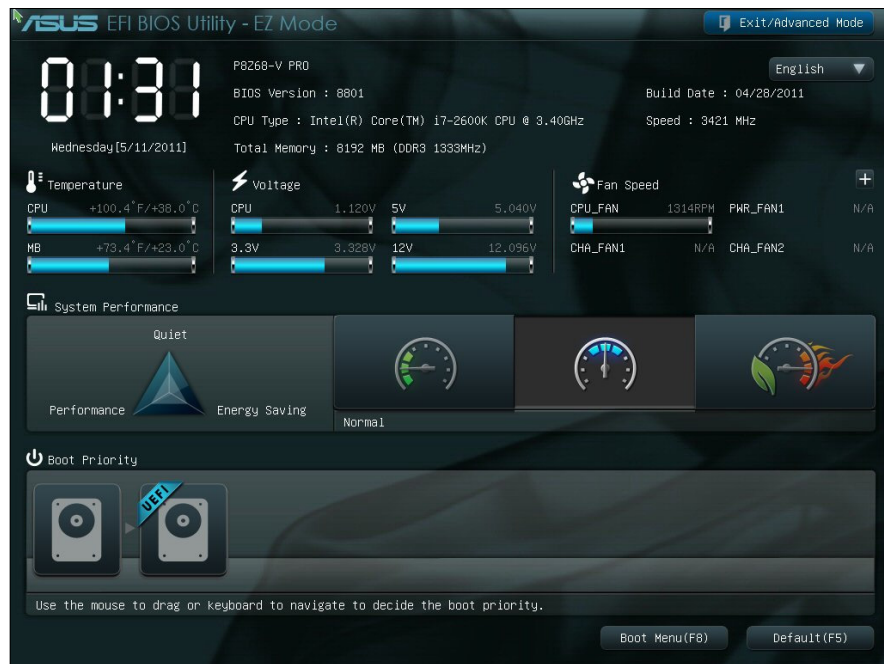 ASUS EFI BIOS Utility - EZ Mode
Exit/Advanced Mode
01:31
Wednesday[5/11/2011]
P8Z68-V PRO
English
BIOS Version : 8801
Build Date : 04/28/2011
CPU Type : Intel(R) Core(TM) i7-2600K CPU @ 3.40GHz
Speed : 3421 MHz
Total Memory : 8192 MB (DDR3 1333MHz)
Temperature
CPU +100.4°F/+38.0°C
MB +73.4°F/+23.0°C
Voltage
CPU 1.120V 5V 5.040V
3.3V 3.328V 12V 12.096V
Fan Speed
CPU_FAN 1314RPM PWR_FAN1 N/A
CHA_FAN1 N/A CHA_FAN2 N/A
System Performance
Quiet
Performance
Energy Saving
Normal
Boot Priority
UEFI
Use the mouse to drag or keyboard to navigate to decide the boot priority.
Boot Menu(F8)
Default(F5)